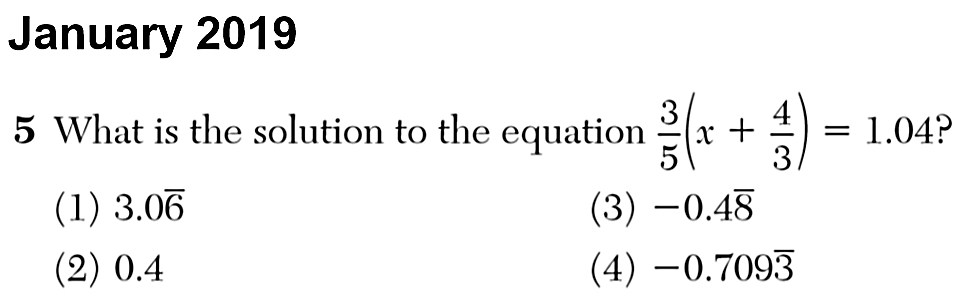 January 2019
5 What is the solution to the equation 3/5(x + 4/3) = 1.04?
(1) 3.06̅ (3) −0.48̅
(2) 0.4 (4) −0.7093̅